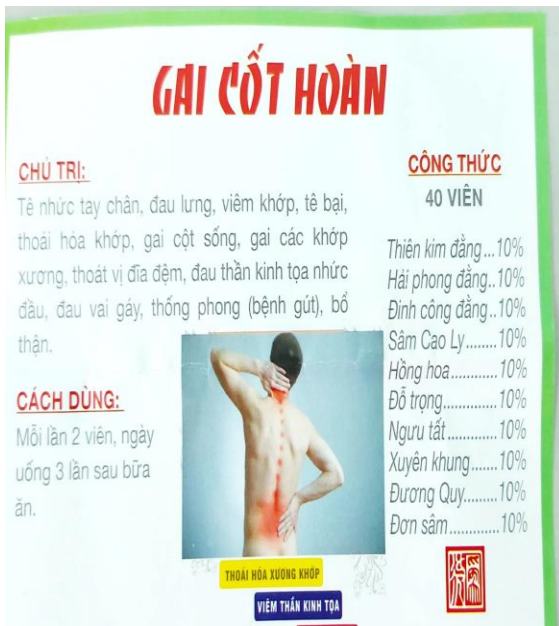 GAI CỐT HOÀN
CHỦ TRỊ:
Tê nhức tay chân, đau lưng, viêm khớp, tê bại,
thoái hóa khớp, gai cột sống, gai các khớp
xương, thoát vị đĩa đệm, đau thần kinh tọa nhức
đầu, đau vai gáy, thống phong (bệnh gút), bổ
thận.
CÁCH DÙNG:
Mỗi lần 2 viên, ngày
uống 3 lần sau bữa
ăn.
CÔNG THỨC
40 VIÊN
Thiên kim đằng...10%
Hải phong đằng..10%
Đinh công đằng..10%
Sâm Cao Ly........10%
Hồng hoa............10%
Đỗ trọng..............10%
Ngưu tất.............10%
Xuyên khung.......10%
Đương Quy.........10%
Đơn sâm.............10%
THOÁI HÓA XƯƠNG KHỚP
VIÊM THẦN KINH TỌA